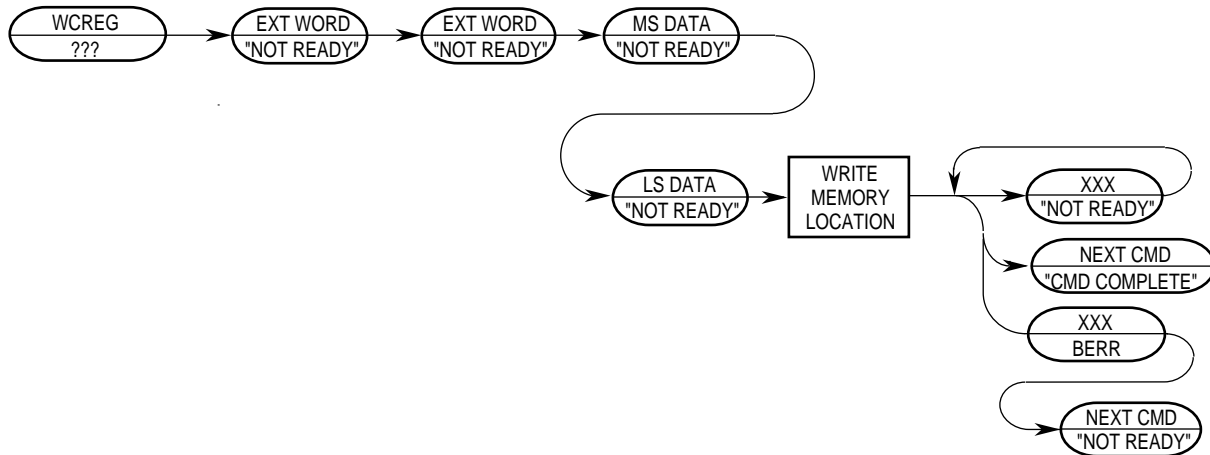 WCREG
???
EXT WORD
"NOT READY"
EXT WORD
"NOT READY"
MS DATA
"NOT READY"
LS DATA
"NOT READY"
WRITE
MEMORY
LOCATION
XXX
"NOT READY"
NEXT CMD
"CMD COMPLETE"
XXX
BERR
NEXT CMD
"NOT READY"